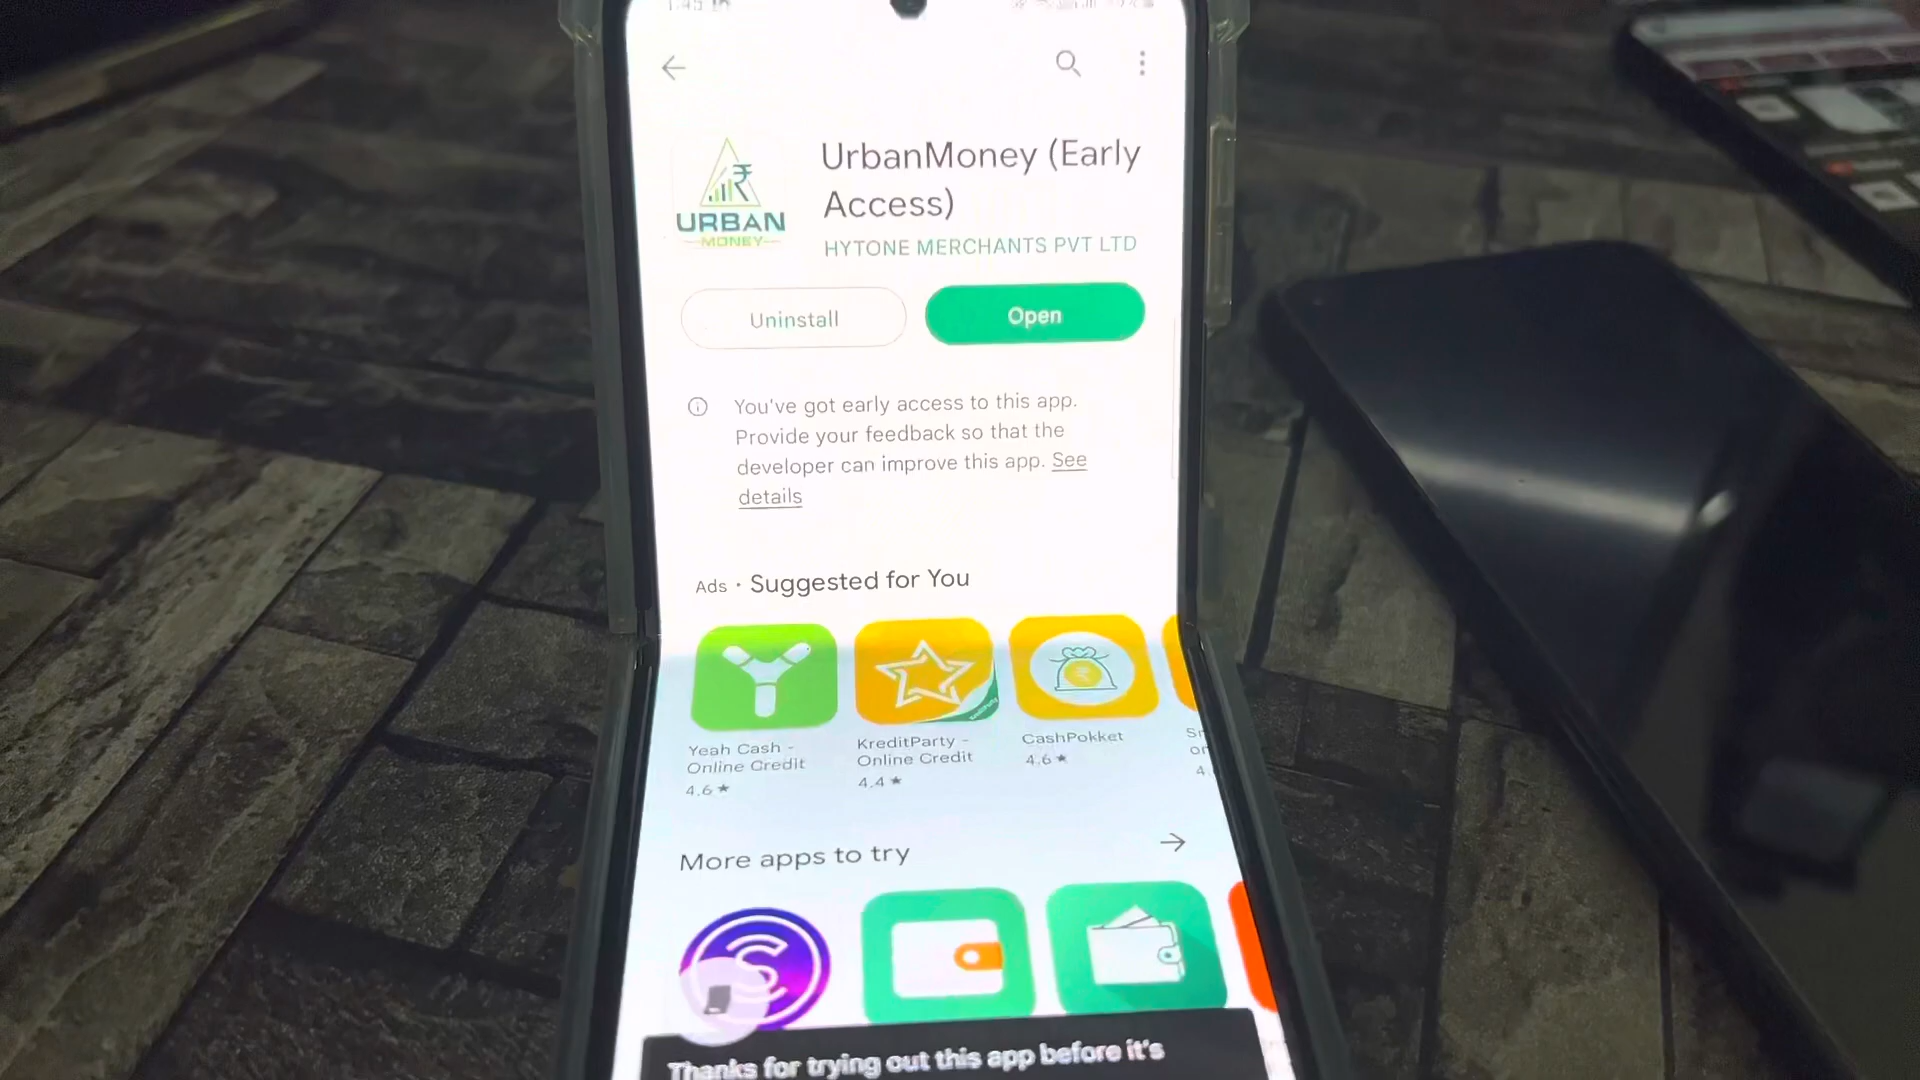 UrbanMoney (Early
Access)
URBAN
MONEY
HYTONE MERCHANTS PVT LTD
Uninstall
Open
You've got early access to this app.
Provide your feedback so that the
developer can improve this app. See
details
Ads • Suggested for You
Yeah Cash -
Online Credit
4.6 ★
KreditParty -
Online Credit
4.4 ★
CashPokket
4.6 ★
More apps to try
Thanks for trying out this app before it's